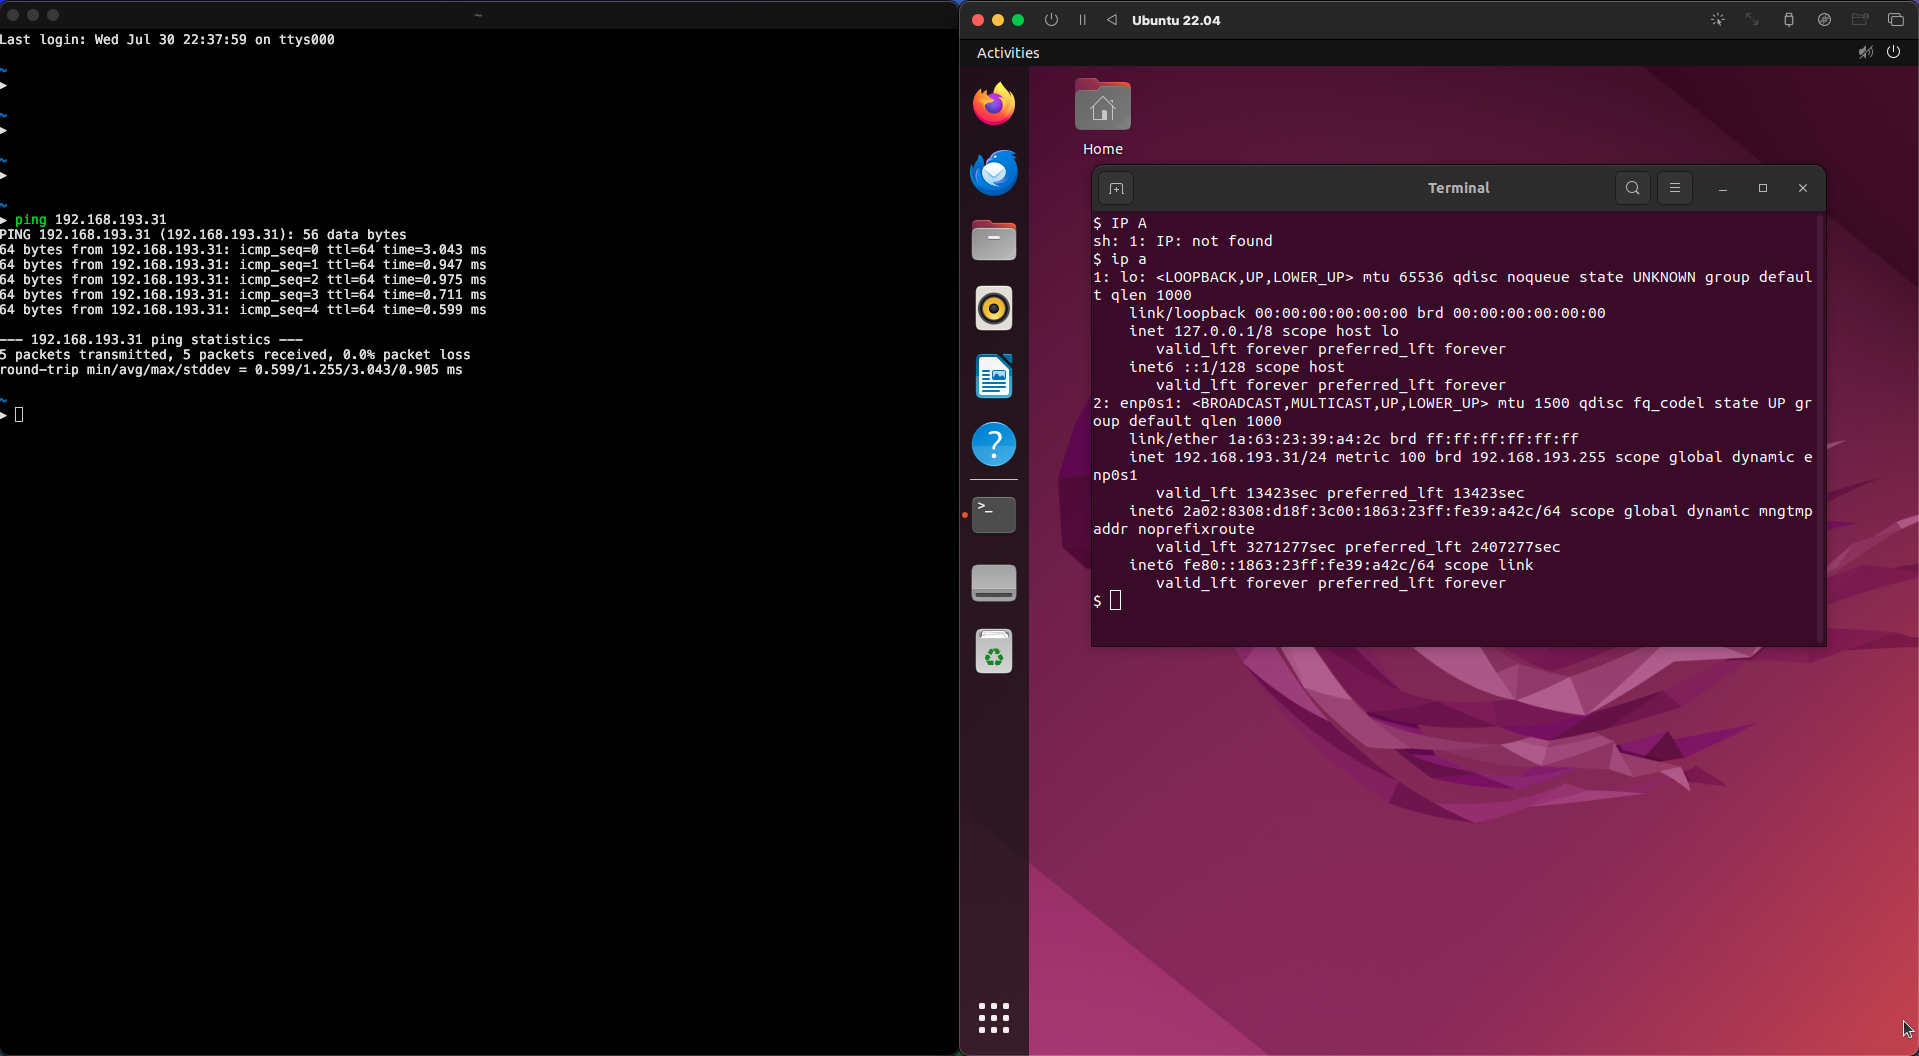 ~
Last login: Wed Jul 30 22:37:59 on ttys000
~
▶
~
▶
~
▶
~
▶ ping 192.168.193.31
PING 192.168.193.31 (192.168.193.31): 56 data bytes
64 bytes from 192.168.193.31: icmp_seq=0 ttl=64 time=3.043 ms
64 bytes from 192.168.193.31: icmp_seq=1 ttl=64 time=0.947 ms
64 bytes from 192.168.193.31: icmp_seq=2 ttl=64 time=0.975 ms
64 bytes from 192.168.193.31: icmp_seq=3 ttl=64 time=0.711 ms
64 bytes from 192.168.193.31: icmp_seq=4 ttl=64 time=0.599 ms
--- 192.168.193.31 ping statistics ---
5 packets transmitted, 5 packets received, 0.0% packet loss
round-trip min/avg/max/stddev = 0.599/1.255/3.043/0.905 ms
~
▶
Ubuntu 22.04
Activities
Home
Terminal
$ IP A
sh: 1: IP: not found
$ ip a
1: lo: <LOOPBACK,UP,LOWER_UP> mtu 65536 qdisc noqueue state UNKNOWN group defaul
t qlen 1000
link/loopback 00:00:00:00:00:00 brd 00:00:00:00:00:00
inet 127.0.0.1/8 scope host lo
valid_lft forever preferred_lft forever
inet6 ::1/128 scope host
valid_lft forever preferred_lft forever
2: enp0s1: <BROADCAST,MULTICAST,UP,LOWER_UP> mtu 1500 qdisc fq_codel state UP gr
oup default qlen 1000
link/ether 1a:63:23:39:a4:2c brd ff:ff:ff:ff:ff:ff
inet 192.168.193.31/24 metric 100 brd 192.168.193.255 scope global dynamic e
np0s1
valid_lft 13423sec preferred_lft 13423sec
inet6 2a02:8308:d18f:3c00:1863:23ff:fe39:a42c/64 scope global dynamic mngtmp
addr noprefixroute
valid_lft 3271277sec preferred_lft 2407277sec
inet6 fe80::1863:23ff:fe39:a42c/64 scope link
valid_lft forever preferred_lft forever
$